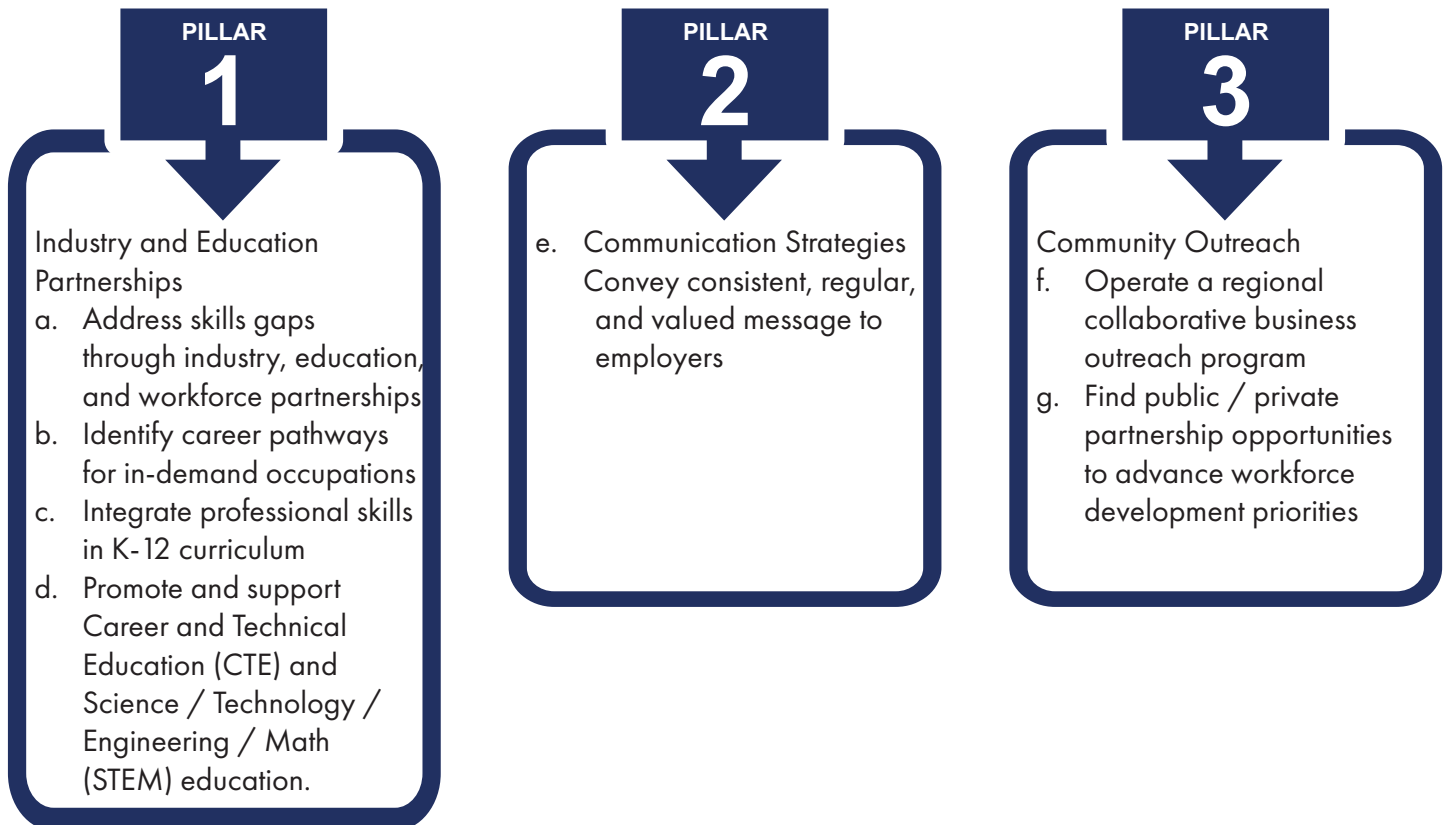 PILLAR
1
Industry and Education
Partnerships
a. Address skills gaps
through industry, education,
and workforce partnerships
b. Identify career pathways
for in-demand occupations
c. Integrate professional skills
in K-12 curriculum
d. Promote and support
Career and Technical
Education (CTE) and
Science / Technology /
Engineering / Math
(STEM) education.
PILLAR
2
e. Communication Strategies
Convey consistent, regular,
and valued message to
employers
PILLAR
3
Community Outreach
f. Operate a regional
collaborative business
outreach program
g. Find public / private
partnership opportunities
to advance workforce
development priorities